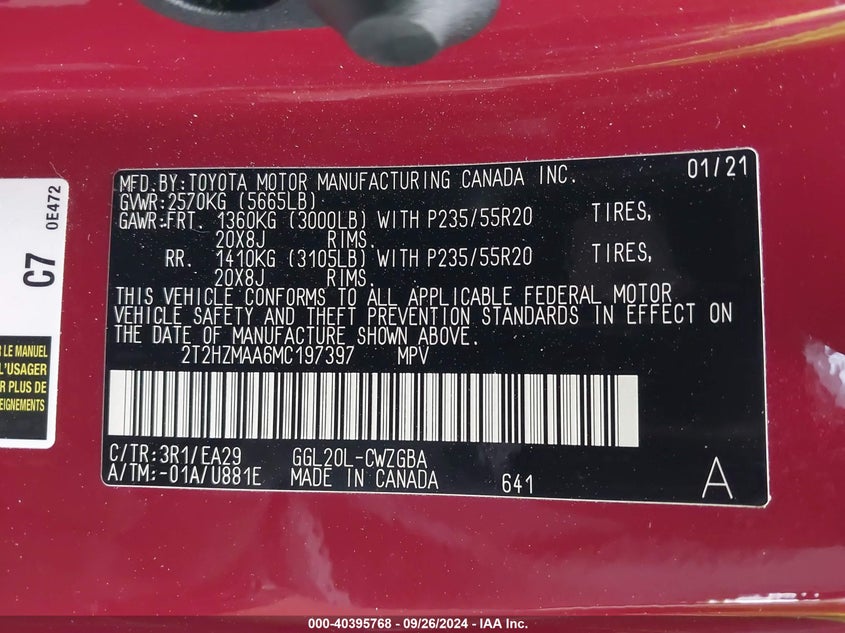 MFD.BY:TOYOTA MOTOR MANUFACTURING CANADA INC. 01/21
GVWR:2570KG (5665LB)
GAWR:FRT. 1360KG (3000LB) WITH P235/55R20 TIRES,
20X8J RIMS.
RR. 1410KG (3105LB) WITH P235/55R20 TIRES,
20X8J RIMS.
THIS VEHICLE CONFORMS TO ALL APPLICABLE FEDERAL MOTOR
VEHICLE SAFETY AND THEFT PREVENTION STANDARDS IN EFFECT ON
THE DATE OF MANUFACTURE SHOWN ABOVE.
2T2HZMAA6MC197397 MPV
C/TR:3R1/EA29 GGL20L-CWZGBA
A/TM:-01A/U881E MADE IN CANADA 641 A
C7 0E472
LE MANUEL
L'USAGER
R PLUS DE
EIGNEMENTS
000-40395768 - 09/26/2024 - IAA Inc.